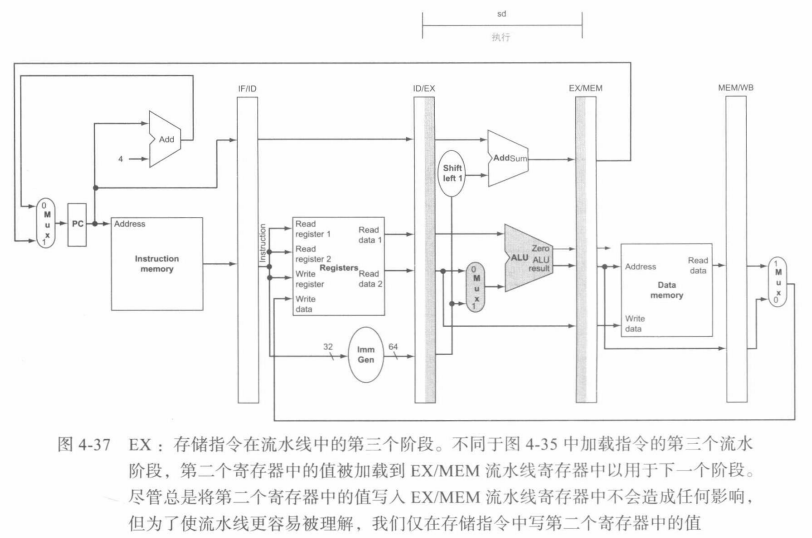 sd
执行
IF/ID
ID/EX
EX/MEM
MEM/WB
Add
4
Shift
left 1
AddSum
0
M
u
x
1
PC
Address
Instruction
memory
Instruction
Read
register 1
Read
register 2
Write
register
Write
data
Registers
Read
data 1
Read
data 2
0
M
u
x
1
Zero
ALU
ALU
result
Address
Read
data
Data
memory
Write
data
1
M
u
x
0
32
Imm
Gen
64
图 4-37 EX：存储指令在流水线中的第三个阶段。不同于图 4-35 中加载指令的第三个流水
阶段，第二个寄存器中的值被加载到 EX/MEM 流水线寄存器中以用于下一个阶段。
尽管总是将第二个寄存器中的值写入 EX/MEM 流水线寄存器中不会造成任何影响，
但为了使流水线更容易被理解，我们仅在存储指令中写第二个寄存器中的值